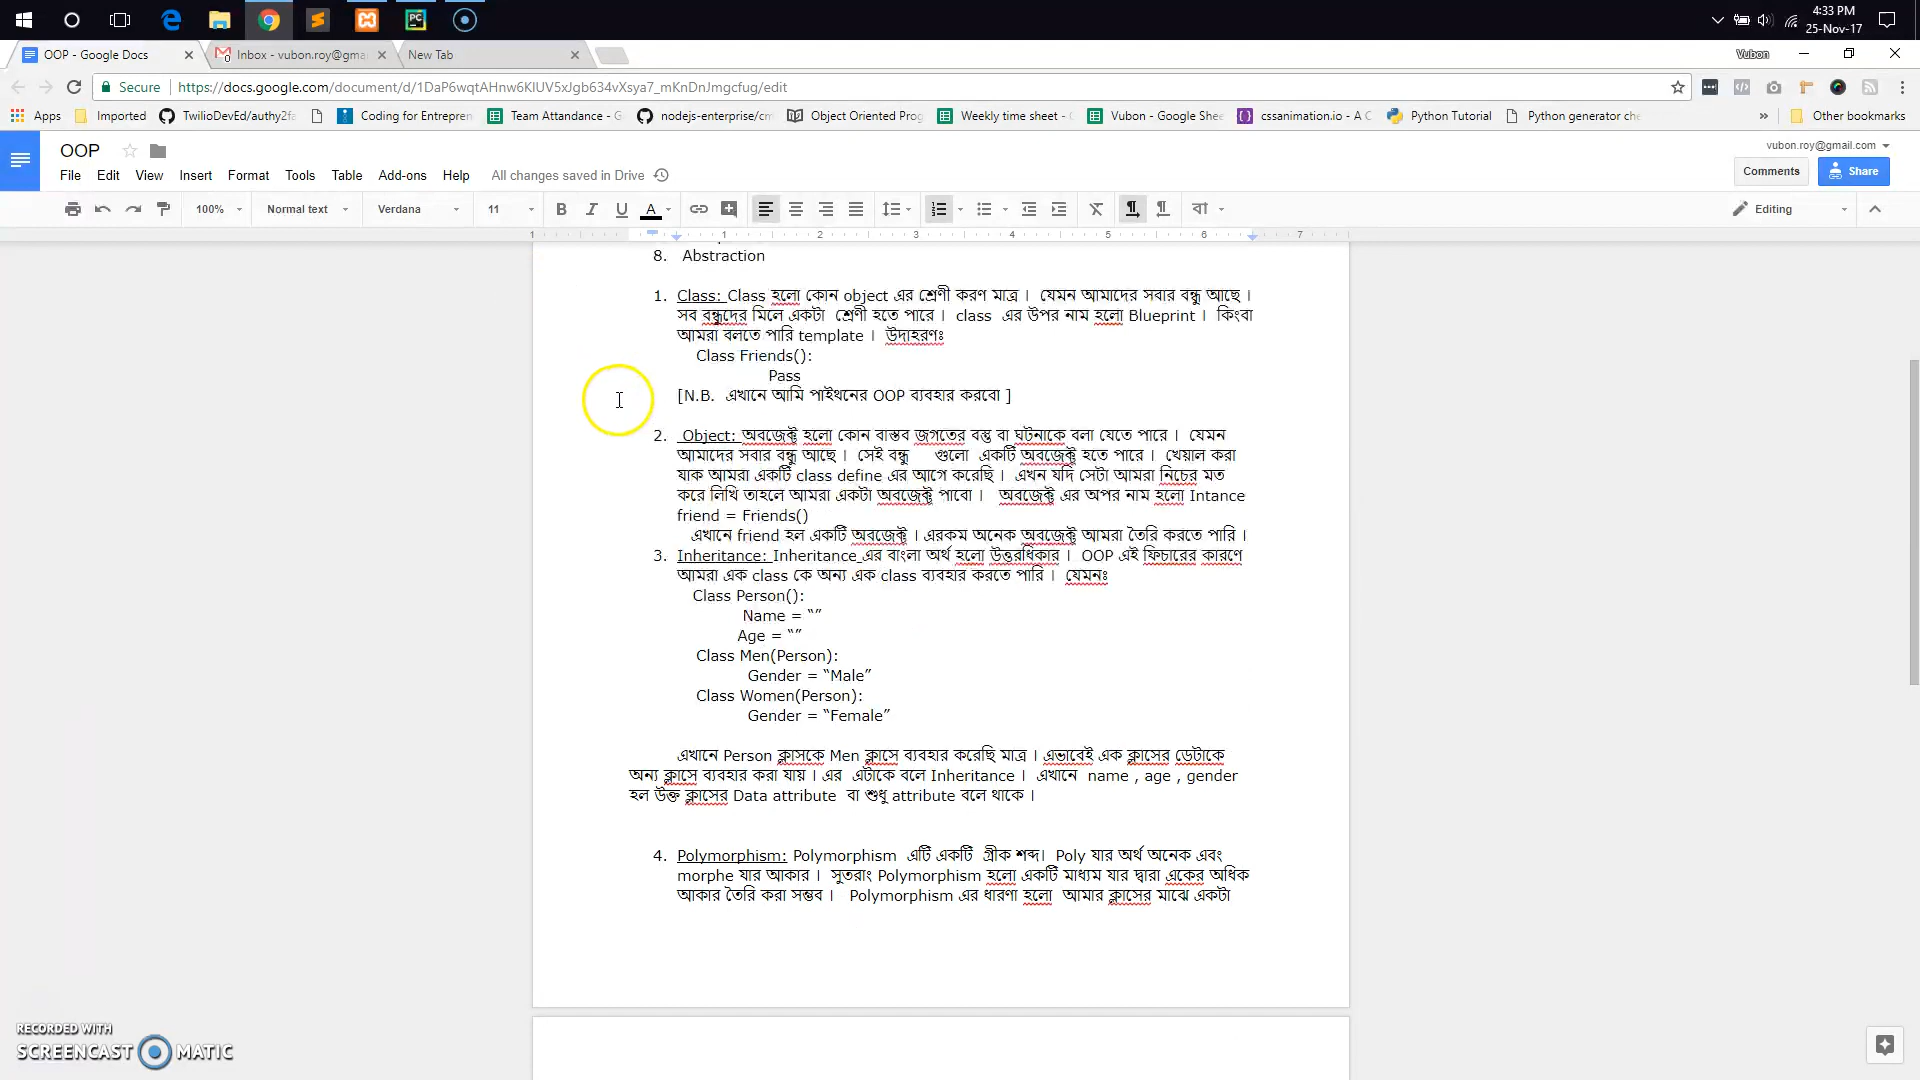 4:33 PM
25-Nov-17
OOP - Google Docs
Inbox - vubon.roy@gma
New Tab
Vubon
Secure
https://docs.google.com/document/d/1DaP6wqtAHnw6KlUV5xJgb634vXsya7_mKnDnJmgcfug/edit
Apps
Imported
TwilioDevEd/authy2fa
Coding for Entrepren
Team Attandance - G
nodejs-enterprise/cm
Object Oriented Prog
Weekly time sheet -
Vubon - Google Shee
cssanimation.io - A C
Python Tutorial
Python generator che
» Other bookmarks
OOP
vubon.roy@gmail.com
File Edit View Insert Format Tools Table Add-ons Help All changes saved in Drive
Comments
Share
100% Normal text Verdana 11 B I U A
Editing
1 1 2 3 4 5 6 7
8. Abstraction
1. Class: Class হলো কোন object এর শ্রেণী করণ মাত্র । যেমন আমাদের সবার বন্ধু আছে ।
সব বন্ধুদের মিলে একটা শ্রেণী হতে পারে । class এর উপর নাম হলো Blueprint । কিংবা
আমরা বলতে পারি template । উদাহরণঃ
Class Friends():
Pass
[N.B. এখানে আমি পাইথনের OOP ব্যবহার করবো ]
2. Object: অবজেক্ট হলো কোন বাস্তব জগতের বস্তু বা ঘটনাকে বলা যেতে পারে । যেমন
আমাদের সবার বন্ধু আছে । সেই বন্ধু গুলো একটি অবজেক্ট হতে পারে । খেয়াল করা
যাক আমরা একটি class define এর আগে করেছি । এখন যদি সেটা আমরা নিচের মত
করে লিখি তাহলে আমরা একটা অবজেক্ট পাবো । অবজেক্ট এর অপর নাম হলো Intance
friend = Friends()
এখানে friend হল একটি অবজেক্ট । এরকম অনেক অবজেক্ট আমরা তৈরি করতে পারি ।
3. Inheritance: Inheritance এর বাংলা অর্থ হলো উত্তরধিকার । OOP এই ফিচারের কারণে
আমরা এক class কে অন্য এক class ব্যবহার করতে পারি । যেমনঃ
Class Person():
Name = “”
Age = “”
Class Men(Person):
Gender = “Male”
Class Women(Person):
Gender = “Female”
এখানে Person ক্লাসকে Men ক্লাসে ব্যবহার করেছি মাত্র । এভাবেই এক ক্লাসের ডেটাকে
অন্য ক্লাসে ব্যবহার করা যায় । এর এটাকে বলে Inheritance । এখানে name , age , gender
হল উক্ত ক্লাসের Data attribute বা শুধু attribute বলে থাকে ।
4. Polymorphism: Polymorphism এটি একটি গ্রীক শব্দ। Poly যার অর্থ অনেক এবং
morphe যার আকার । সুতরাং Polymorphism হলো একটি মাধ্যম যার দ্বারা একের অধিক
আকার তৈরি করা সম্ভব । Polymorphism এর ধারণা হলো আমার ক্লাসের মাঝে একটা
RECORDED WITH
SCREENCAST MATIC